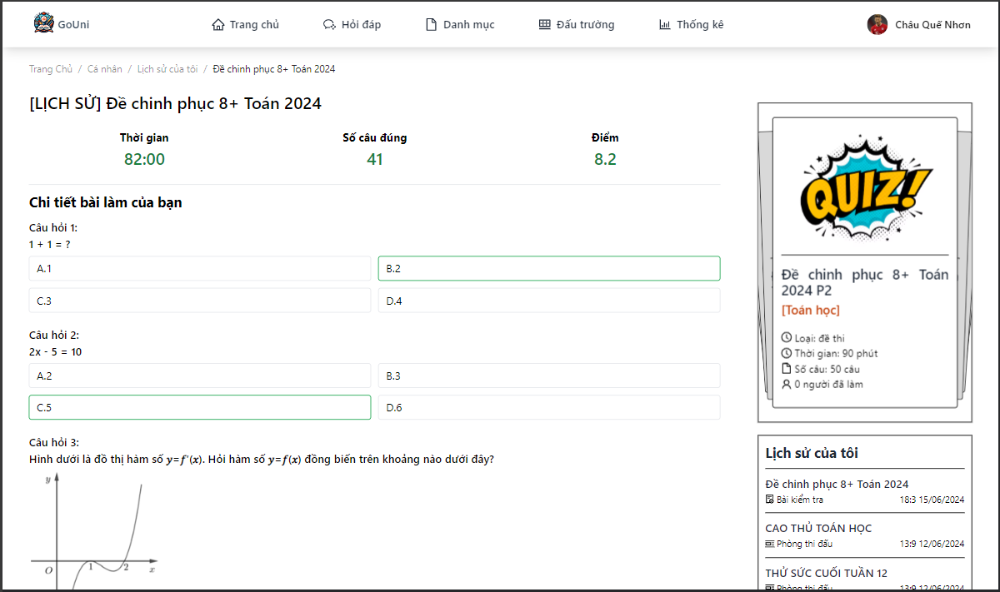 GoUni
Trang chủ
Hỏi đáp
Danh mục
Đấu trường
Thống kê
Châu Quế Nhơn
Trang Chủ / Cá nhân / Lịch sử của tôi / Đề chinh phục 8+ Toán 2024
[LỊCH SỬ] Đề chinh phục 8+ Toán 2024
Thời gian
82:00
Số câu đúng
41
Điểm
8.2
Chi tiết bài làm của bạn
Câu hỏi 1:
1 + 1 = ?
A.1
B.2
C.3
D.4
Câu hỏi 2:
2x - 5 = 10
A.2
B.3
C.5
D.6
Câu hỏi 3:
Hình dưới là đồ thị hàm số y=f'(x). Hỏi hàm số y=f(x) đồng biến trên khoảng nào dưới đây?
y
O
1
2
x
QUIZ!
Đề chinh phục 8+ Toán
2024 P2
[Toán học]
Loại: đề thi
Thời gian: 90 phút
Số câu: 50 câu
0 người đã làm
Lịch sử của tôi
Đề chinh phục 8+ Toán 2024
Bài kiểm tra 18:3 15/06/2024
CAO THỦ TOÁN HỌC
Phòng thi đấu 13:9 12/06/2024
THỬ SỨC CUỐI TUẦN 12
Phòng thi đấu 13:9 12/06/2024